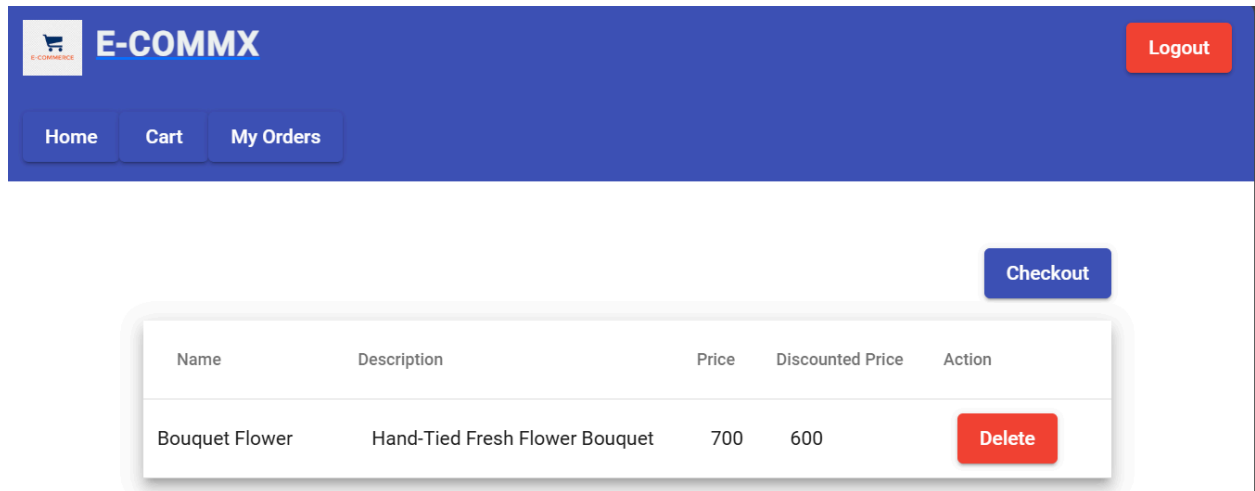 E-COMMERCE
E-COMMX
Logout
Home Cart My Orders
Checkout
Name Description Price Discounted Price Action
Bouquet Flower Hand-Tied Fresh Flower Bouquet 700 600 Delete